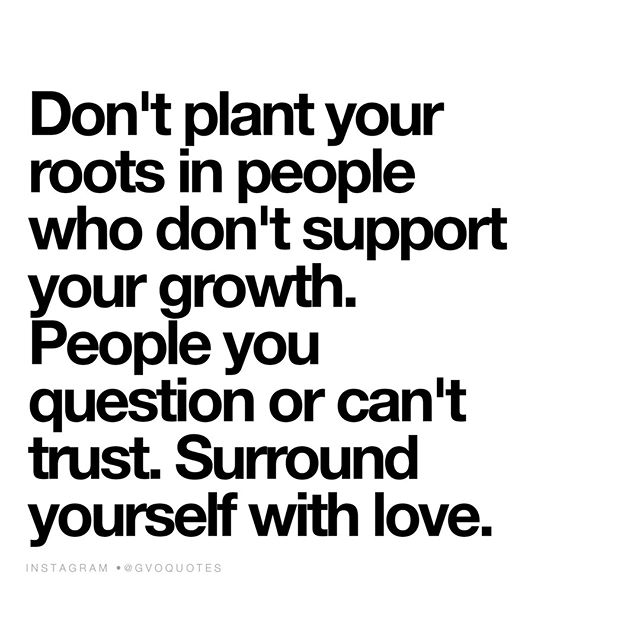 Don't plant your
roots in people
who don't support
your growth.
People you
question or can't
trust. Surround
yourself with love.
INSTAGRAM •@GVOQUOTES